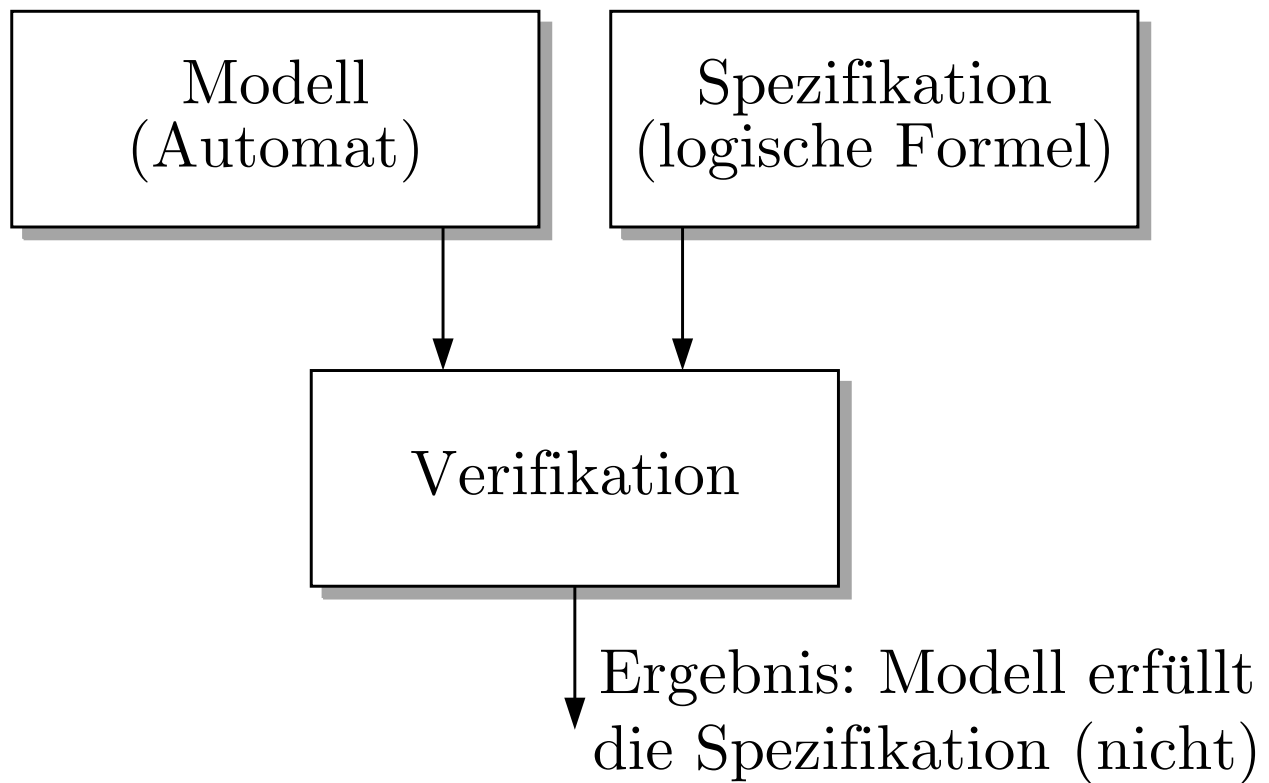 Modell
(Automat)
Spezifikation
(logische Formel)
Verifikation
Ergebnis: Modell erfüllt
die Spezifikation (nicht)